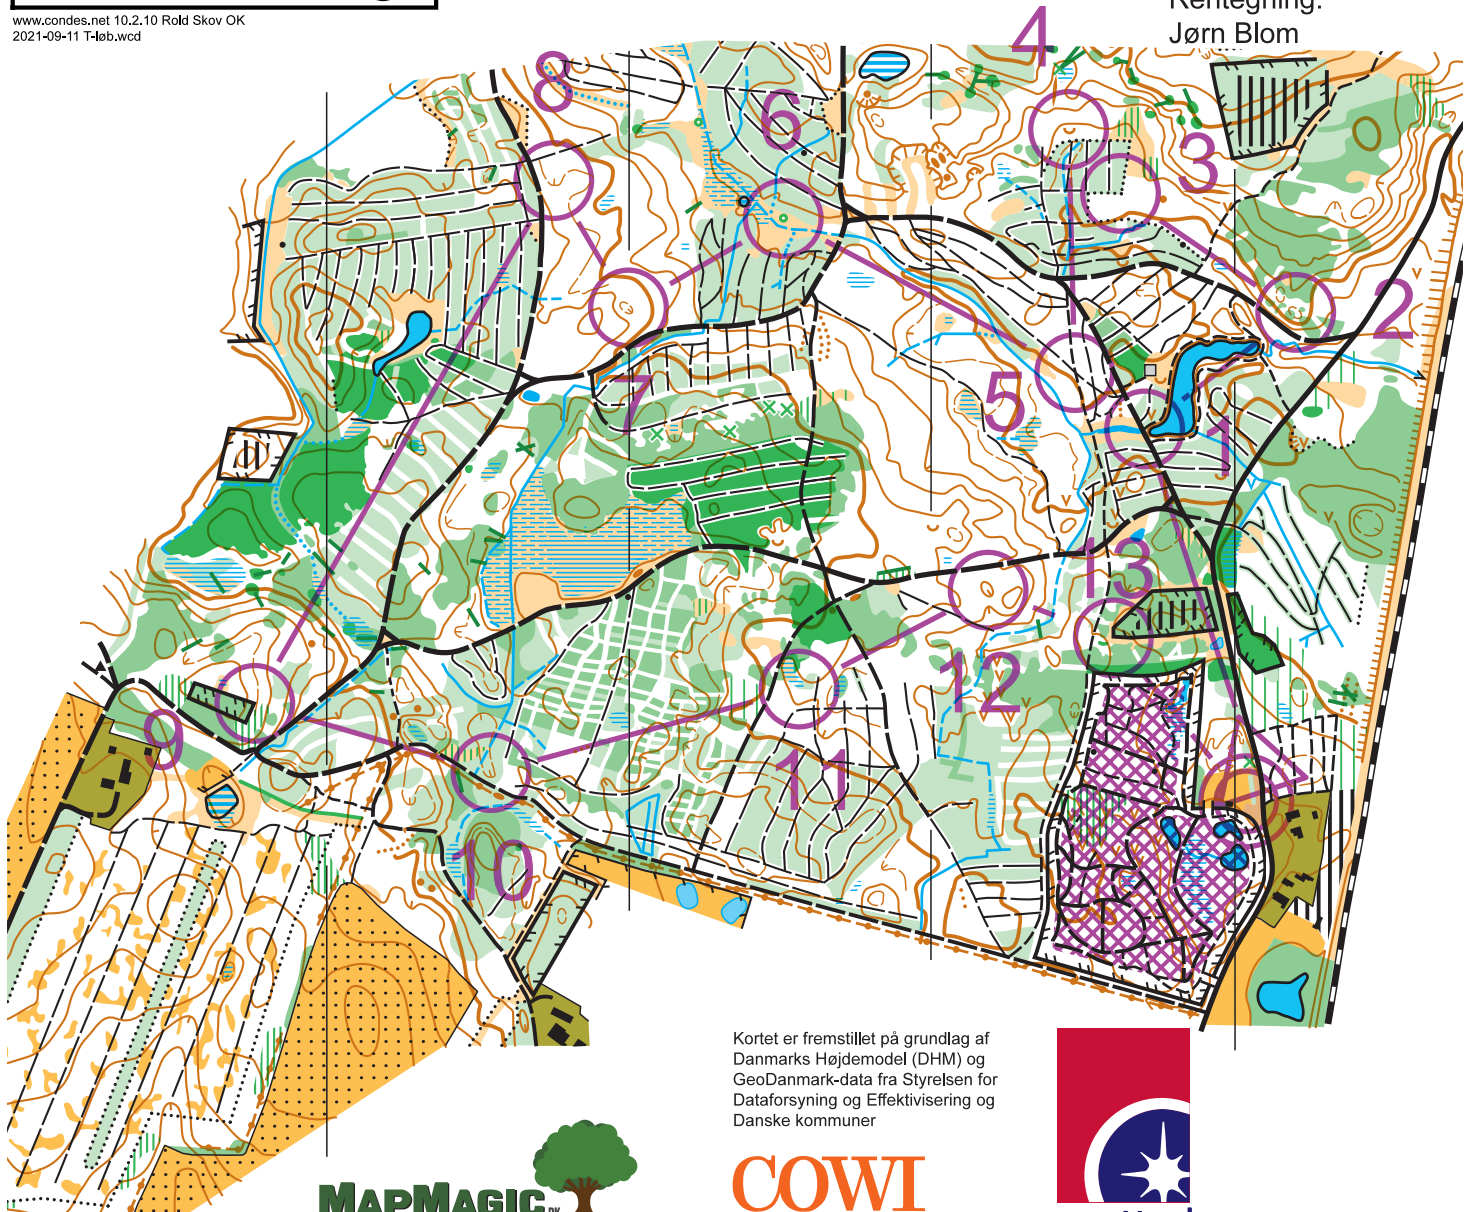 www.condes.net 10.2.10 Rold Skov OK
2021-09-11 T-løb.wcd
Rentegning:
Jørn Blom
4
8
6
3
2
7
5
1
13
12
9
11
10
Kortet er fremstillet på grundlag af
Danmarks Højdemodel (DHM) og
GeoDanmark-data fra Styrelsen for
Dataforsyning og Effektivisering og
Danske kommuner
MAPMAGIC.DK
COWI